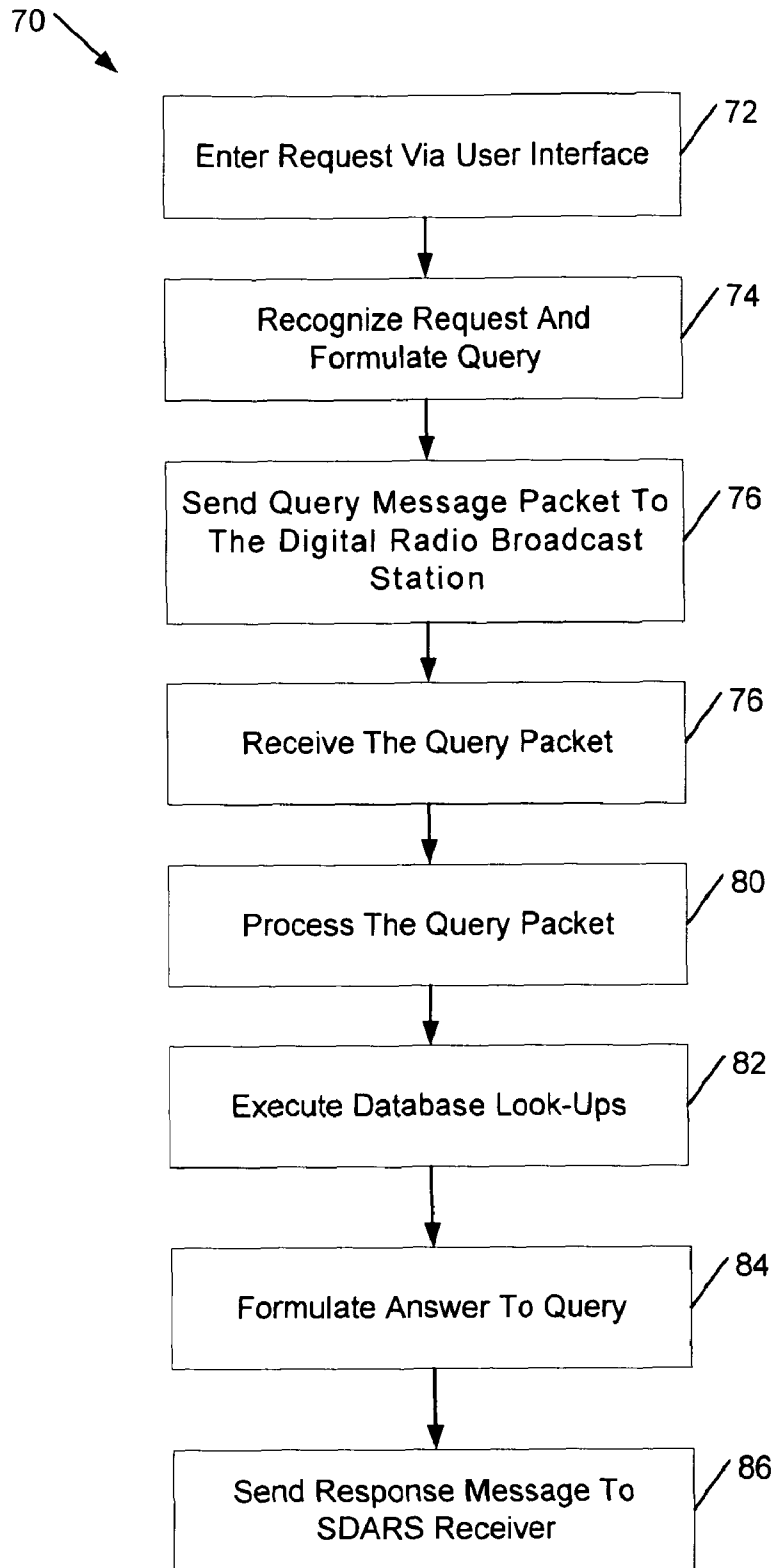 70
72
Enter Request Via User Interface
74
Recognize Request And
Formulate Query
76
Send Query Message Packet To
The Digital Radio Broadcast
Station
76
Receive The Query Packet
80
Process The Query Packet
82
Execute Database Look-Ups
84
Formulate Answer To Query
86
Send Response Message To
SDARS Receiver